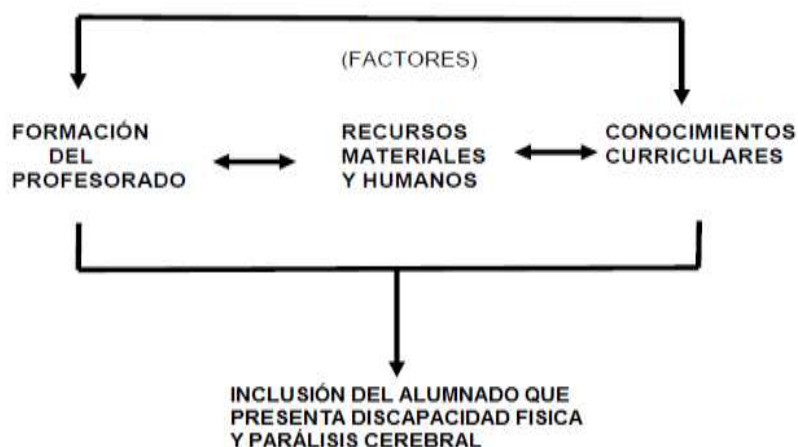 (FACTORES)
FORMACIÓN
DEL
PROFESORADO
RECURSOS
MATERIALES
Y HUMANOS
CONOCIMIENTOS
CURRICULARES
INCLUSIÓN DEL ALUMNADO QUE
PRESENTA DISCAPACIDAD FISICA
Y PARÁLISIS CEREBRAL